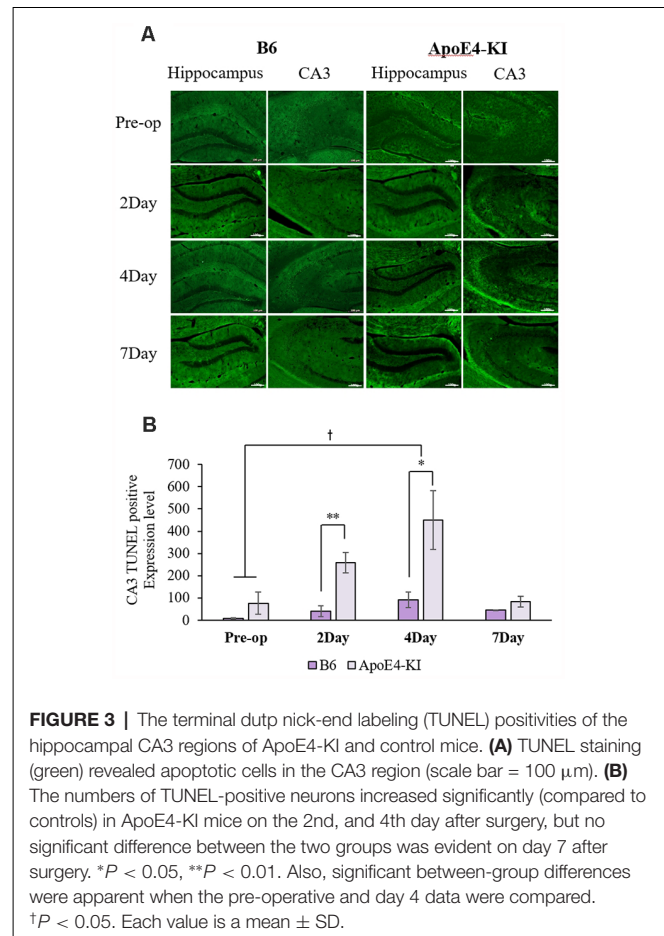 A
B6 ApoE4-KI
Hippocampus CA3 Hippocampus CA3
Pre-op
2Day
4Day
7Day
B
†
700
600
500
400
300
200
100
0
CA3 TUNEL positive
Expression level
**
*
Pre-op 2Day 4Day 7Day
B6 ApoE4-KI
FIGURE 3 | The terminal dutp nick-end labeling (TUNEL) positivities of the
hippocampal CA3 regions of ApoE4-KI and control mice. (A) TUNEL staining
(green) revealed apoptotic cells in the CA3 region (scale bar = 100 μm). (B)
The numbers of TUNEL-positive neurons increased significantly (compared to
controls) in ApoE4-KI mice on the 2nd, and 4th day after surgery, but no
significant difference between the two groups was evident on day 7 after
surgery. *P < 0.05, **P < 0.01. Also, significant between-group differences
were apparent when the pre-operative and day 4 data were compared.
†P < 0.05. Each value is a mean ± SD.